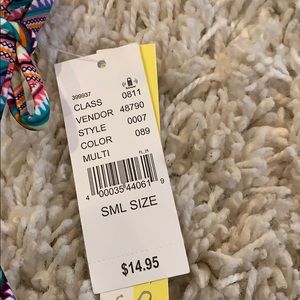 399937
CLASS 0811
VENDOR 48790
STYLE 0007
COLOR 089
MULTI
4 00035 44061 9
SML SIZE
$14.95